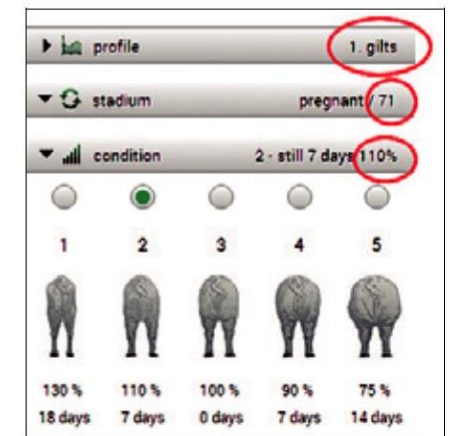 profile 1. gilts
stadium pregnant / 71
condition 2 - still 7 days 110%
1 2 3 4 5
130 % 110 % 100 % 90 % 75 %
18 days 7 days 0 days 7 days 14 days